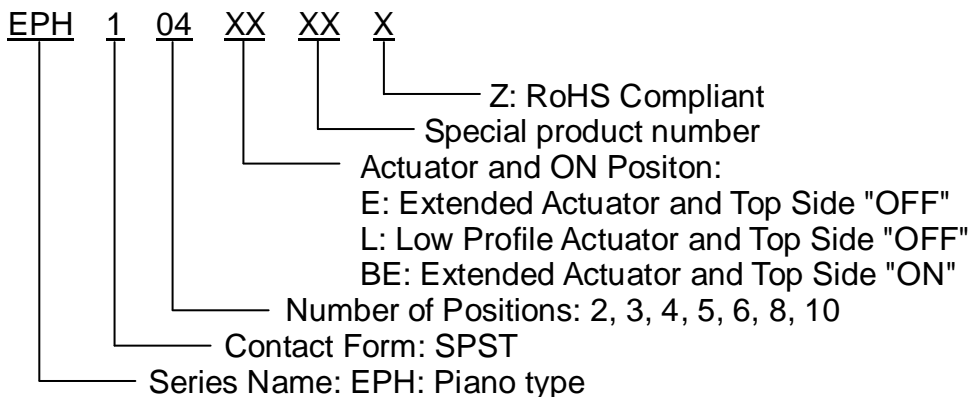 EPH 1 04 XX XX X
Z: RoHS Compliant
Special product number
Actuator and ON Positon:
E: Extended Actuator and Top Side "OFF"
L: Low Profile Actuator and Top Side "OFF"
BE: Extended Actuator and Top Side "ON"
Number of Positions: 2, 3, 4, 5, 6, 8, 10
Contact Form: SPST
Series Name: EPH: Piano type